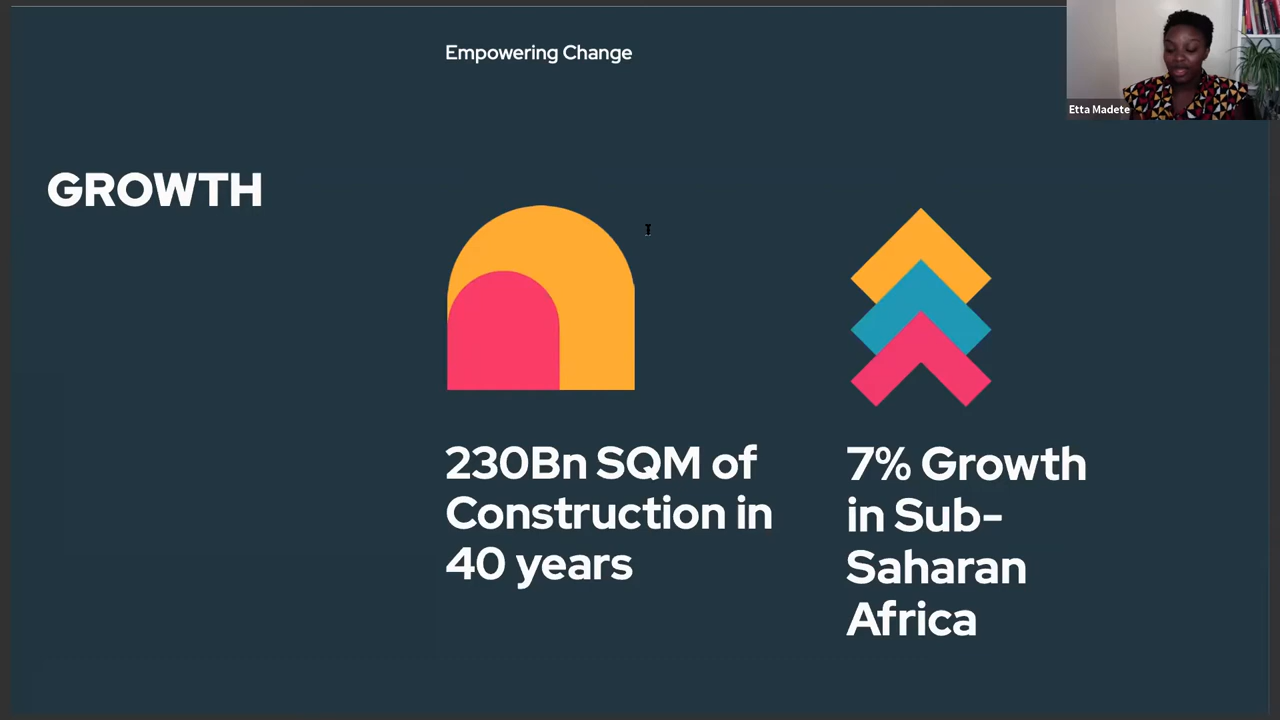 Empowering Change
Etta Madete
GROWTH
230Bn SQM of
Construction in
40 years
7% Growth
in Sub-
Saharan
Africa